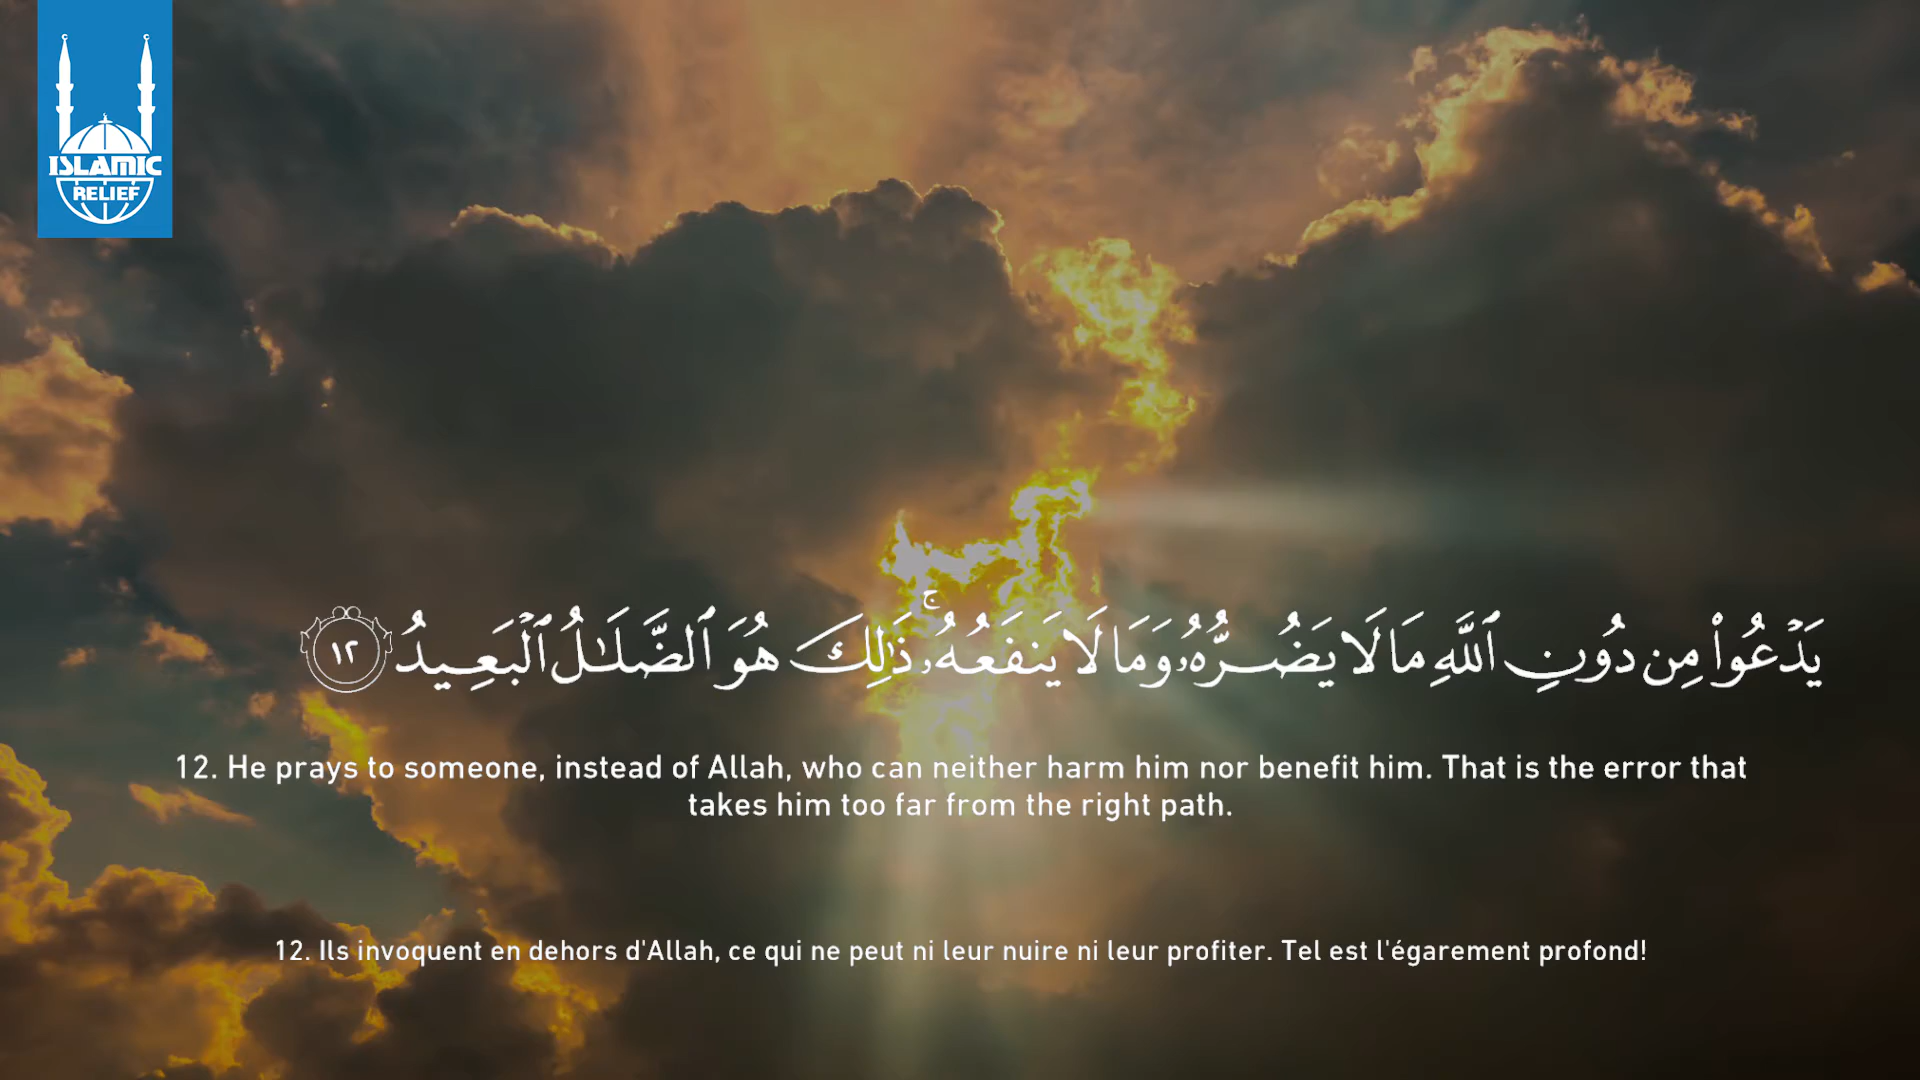 ISLAMIC
RELIEF
يَدْعُوا۟ مِن دُونِ ٱللَّهِ مَا لَا يَضُرُّهُۥ وَمَا لَا يَنفَعُهُۥ ۚ ذَٰلِكَ هُوَ ٱلضَّلَـٰلُ ٱلْبَعِيدُ ١٢
12. He prays to someone, instead of Allah, who can neither harm him nor benefit him. That is the error that
takes him too far from the right path.
12. Ils invoquent en dehors d'Allah, ce qui ne peut ni leur nuire ni leur profiter. Tel est l'égarement profond!